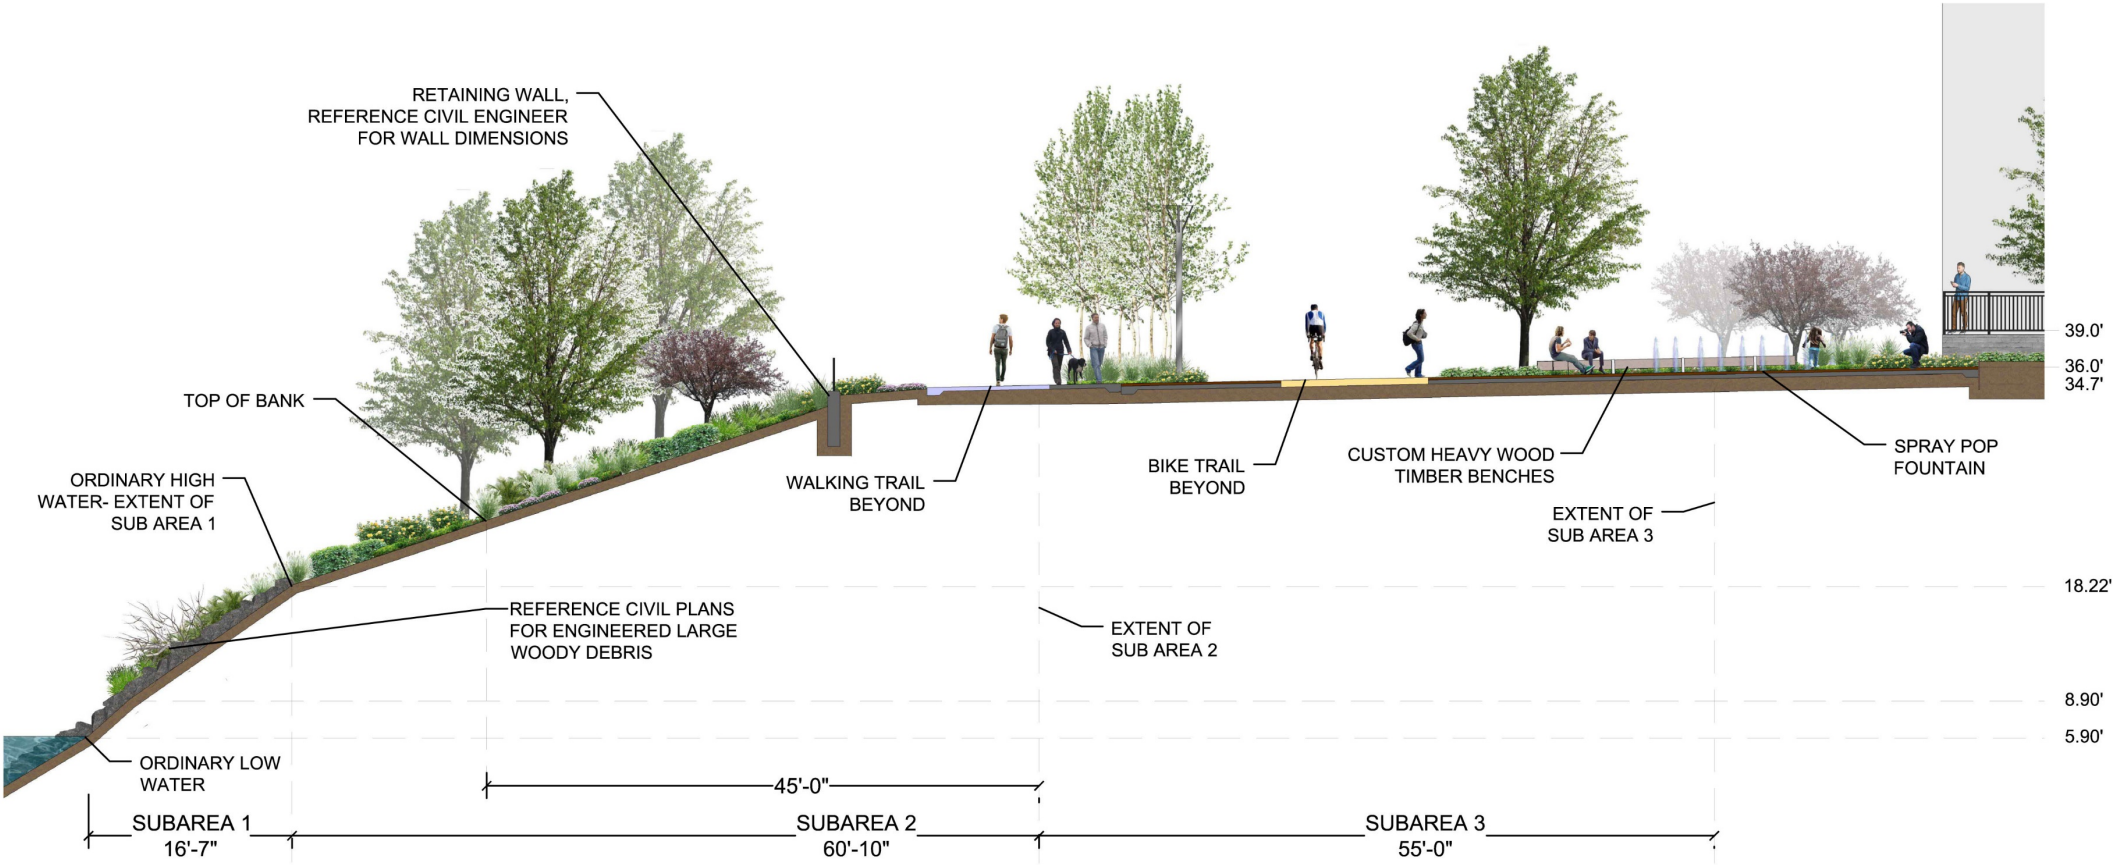 RETAINING WALL,
REFERENCE CIVIL ENGINEER
FOR WALL DIMENSIONS
TOP OF BANK
ORDINARY HIGH
WATER- EXTENT OF
SUB AREA 1
REFERENCE CIVIL PLANS
FOR ENGINEERED LARGE
WOODY DEBRIS
ORDINARY LOW
WATER
WALKING TRAIL
BEYOND
BIKE TRAIL
BEYOND
CUSTOM HEAVY WOOD
TIMBER BENCHES
SPRAY POP
FOUNTAIN
EXTENT OF
SUB AREA 3
EXTENT OF
SUB AREA 2
39.0'
36.0'
34.7'
18.22'
8.90'
5.90'
45'-0"
SUBAREA 1
16'-7"
SUBAREA 2
60'-10"
SUBAREA 3
55'-0"